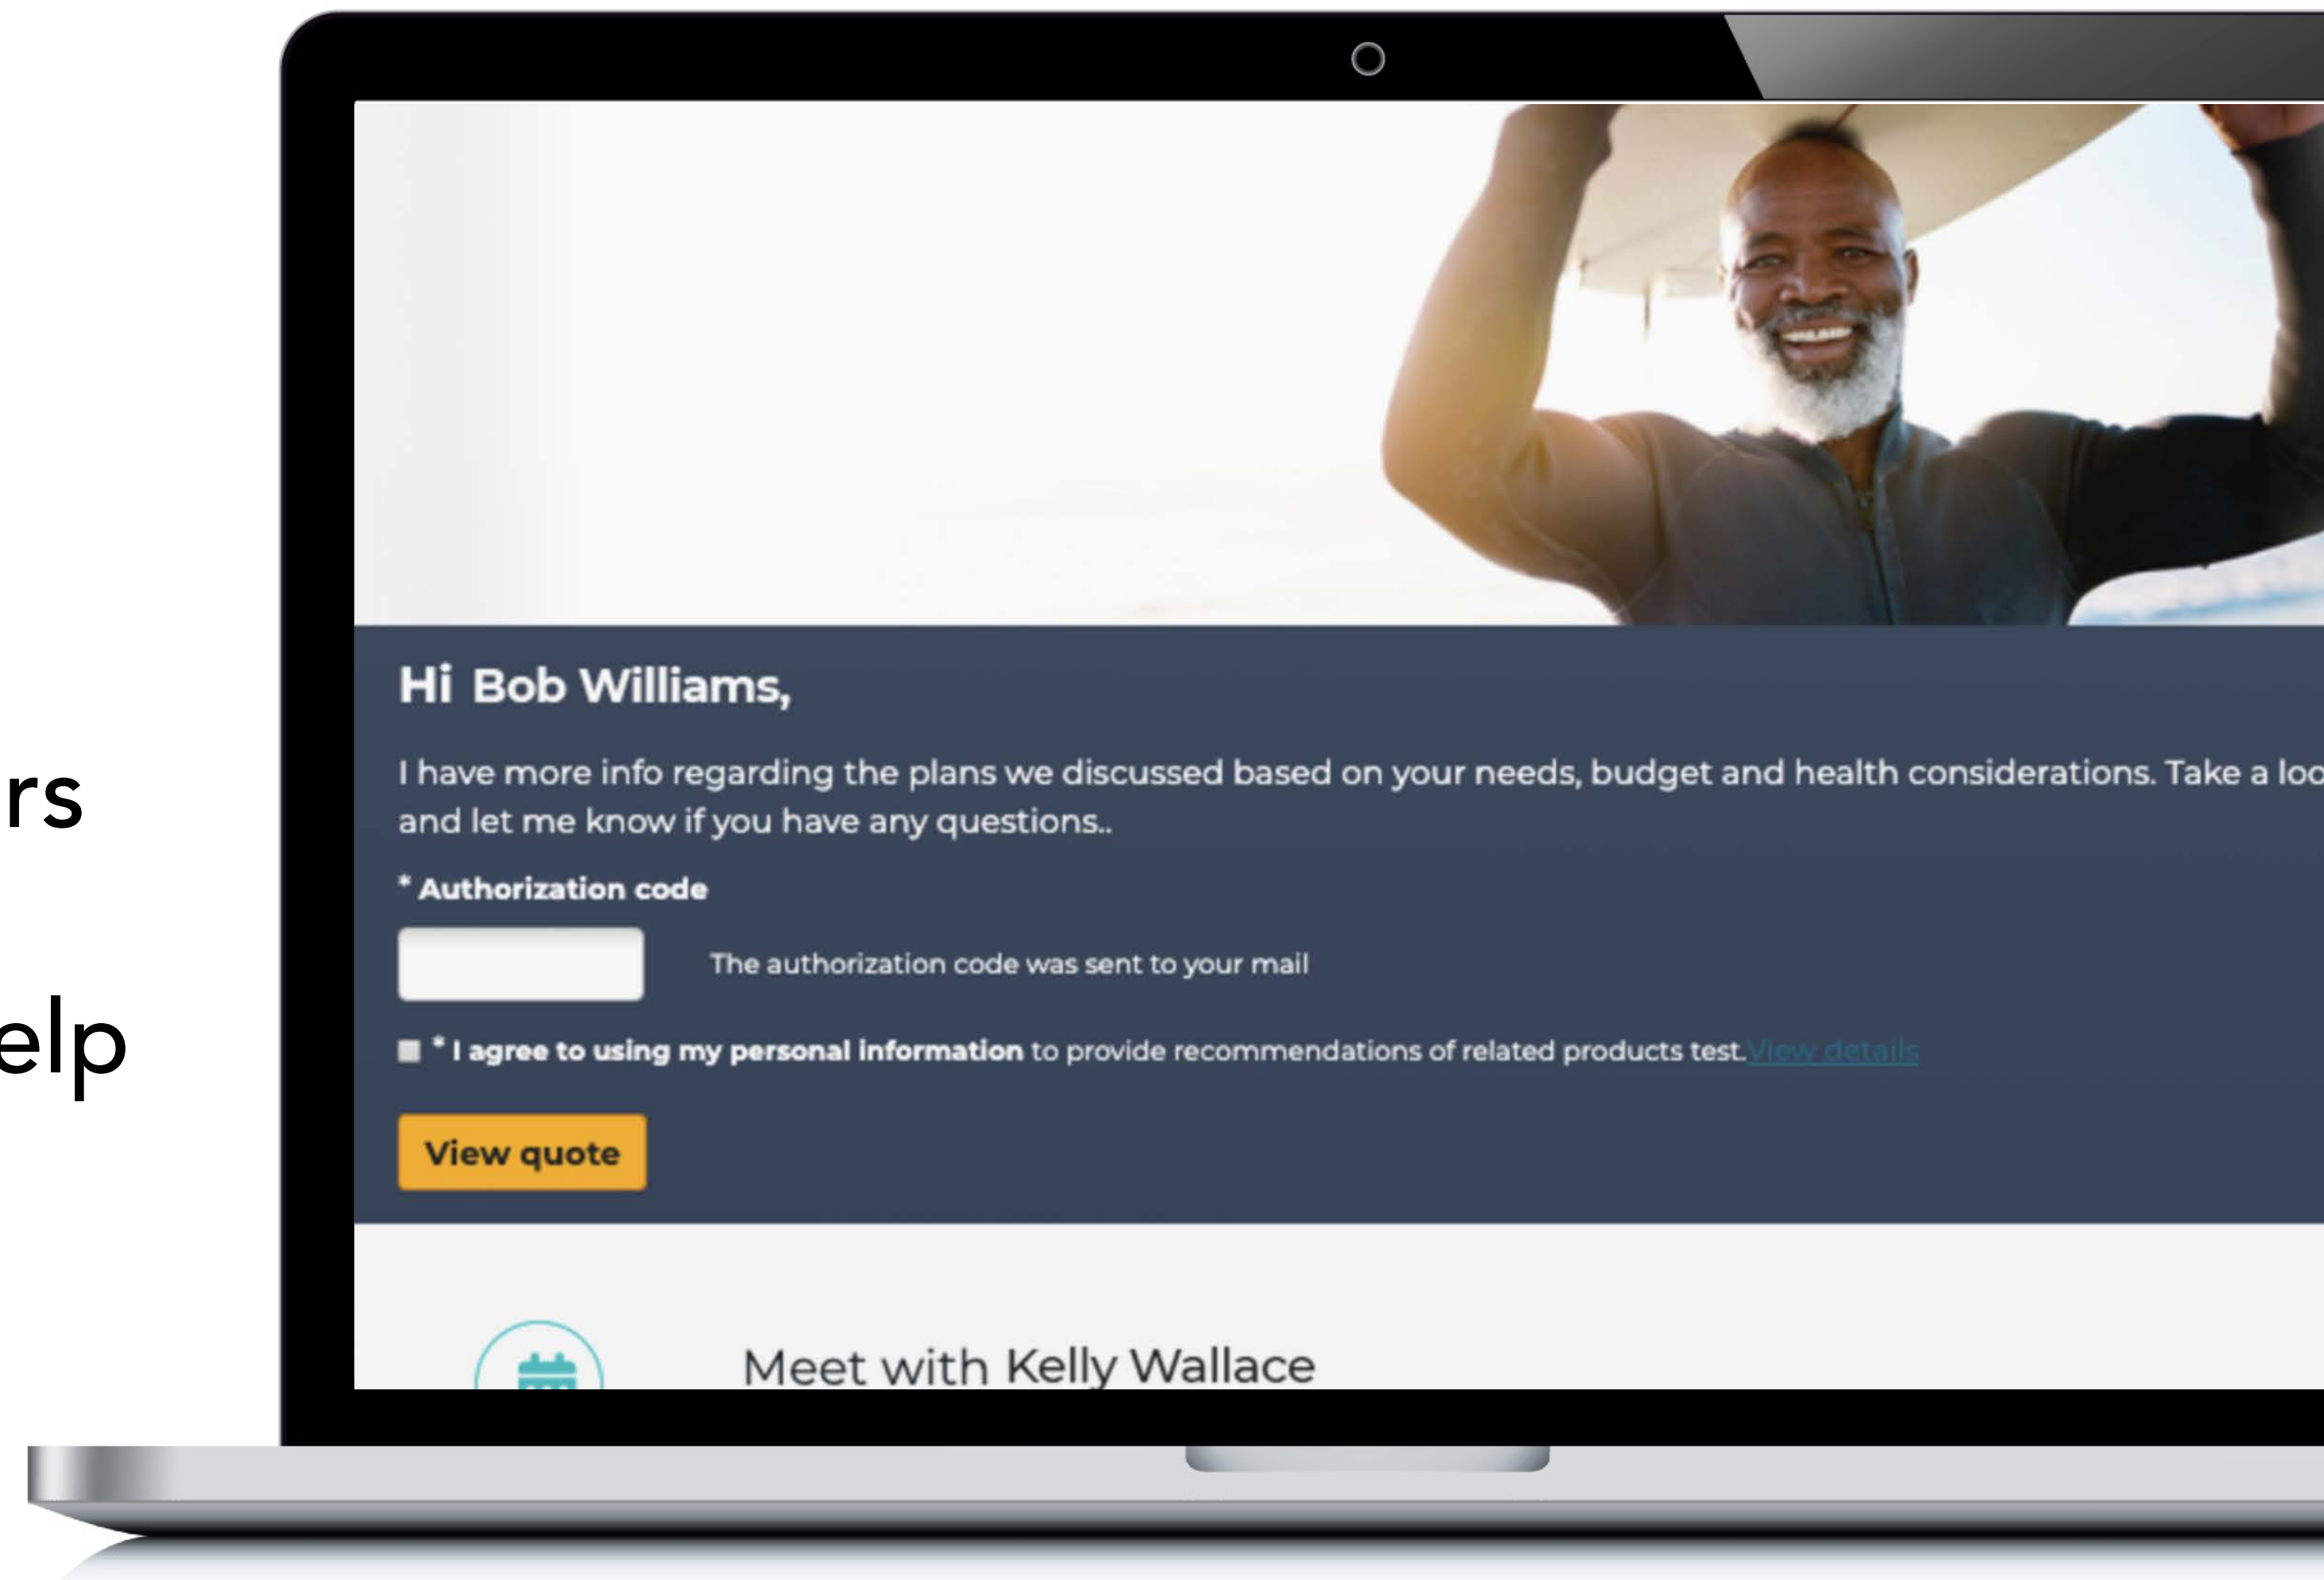 rs
elp
Hi Bob Williams,
I have more info regarding the plans we discussed based on your needs, budget and health considerations. Take a loo
and let me know if you have any questions..
* Authorization code
The authorization code was sent to your mail
* I agree to using my personal information to provide recommendations of related products test.View details
View quote
Meet with Kelly Wallace